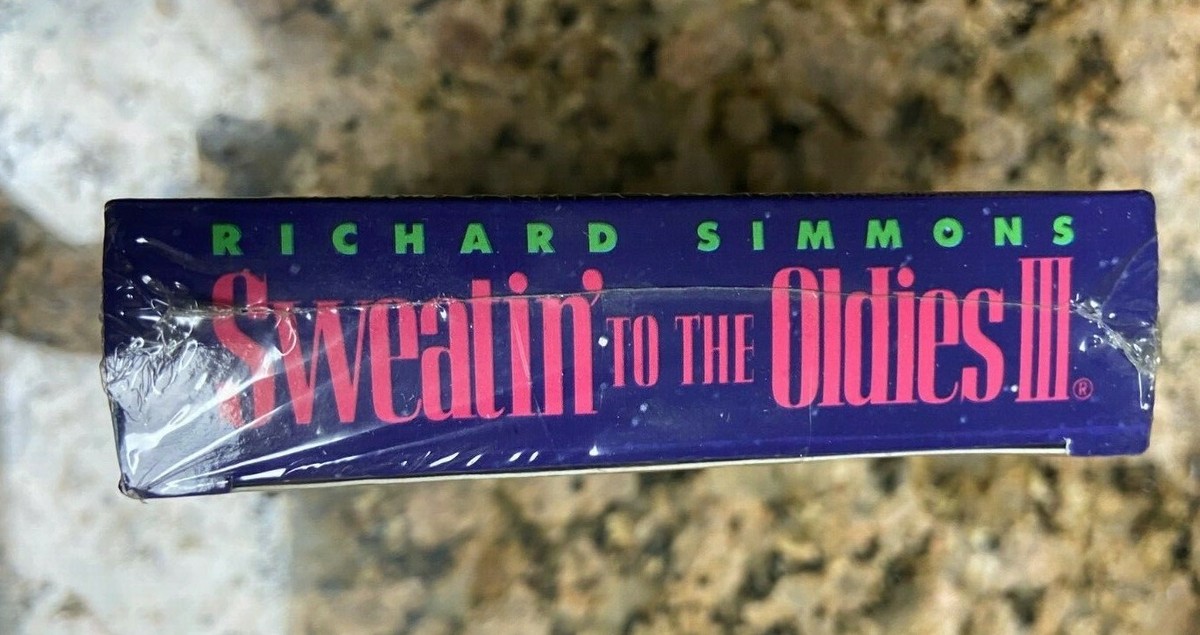 RICHARD SIMMONS
Sweatin' TO THE Oldies III®